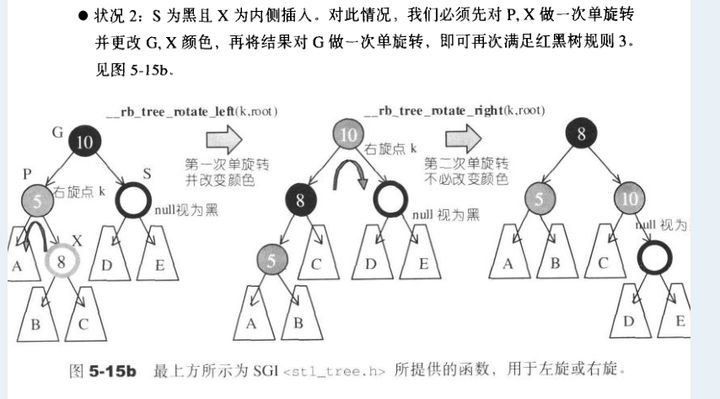 ● 状况 2：S 为黑且 X 为内侧插入。对此情况，我们必须先对 P, X 做一次单旋转
并更改 G, X 颜色，再将结果对 G 做一次单旋转，即可再次满足红黑树规则 3。
见图 5-15b.
__rb_tree_rotate_left(k,root)
__rb_tree_rotate_right(k,root)
G
10
第一次单旋转
并改变颜色
10
右旋点 k
第二次单旋转
不必改变颜色
8
P
5
右旋点 k
S
null视为黑
8
null 视为黑
5
10
null 视为
A
X
8
D
E
5
C
D
E
A
B
C
B
C
A
B
D
E
图 5-15b 最上方所示为 SGI <stl_tree.h> 所提供的函数，用于左旋或右旋。